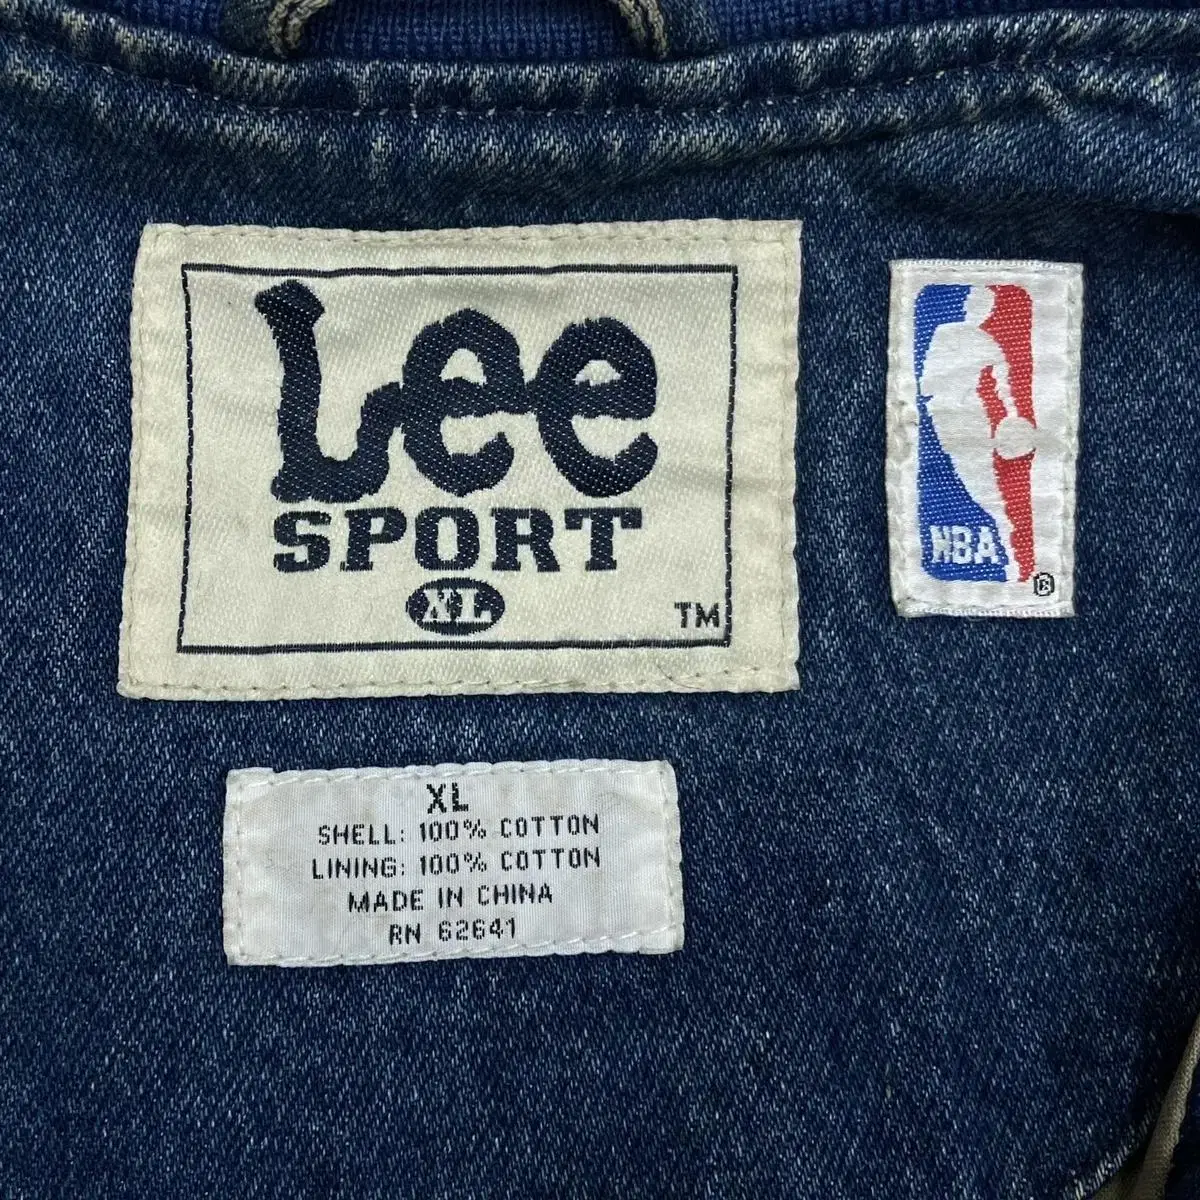 Lee
SPORT
XL
TM
NBA
®
XL
SHELL: 100% COTTON
LINING: 100% COTTON
MADE IN CHINA
RN 62641